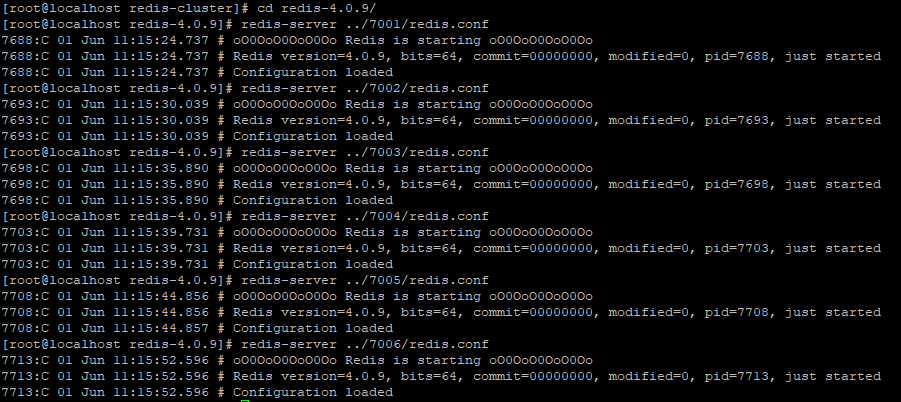 [root@localhost redis-cluster]# cd redis-4.0.9/
[root@localhost redis-4.0.9]# redis-server ../7001/redis.conf
7688:C 01 Jun 11:15:24.737 # oO0OoO0OoO0Oo Redis is starting oO0OoO0OoO0Oo
7688:C 01 Jun 11:15:24.737 # Redis version=4.0.9, bits=64, commit=00000000, modified=0, pid=7688, just started
7688:C 01 Jun 11:15:24.737 # Configuration loaded
[root@localhost redis-4.0.9]# redis-server ../7002/redis.conf
7693:C 01 Jun 11:15:30.039 # oO0OoO0OoO0Oo Redis is starting oO0OoO0OoO0Oo
7693:C 01 Jun 11:15:30.039 # Redis version=4.0.9, bits=64, commit=00000000, modified=0, pid=7693, just started
7693:C 01 Jun 11:15:30.039 # Configuration loaded
[root@localhost redis-4.0.9]# redis-server ../7003/redis.conf
7698:C 01 Jun 11:15:35.890 # oO0OoO0OoO0Oo Redis is starting oO0OoO0OoO0Oo
7698:C 01 Jun 11:15:35.890 # Redis version=4.0.9, bits=64, commit=00000000, modified=0, pid=7698, just started
7698:C 01 Jun 11:15:35.890 # Configuration loaded
[root@localhost redis-4.0.9]# redis-server ../7004/redis.conf
7703:C 01 Jun 11:15:39.731 # oO0OoO0OoO0Oo Redis is starting oO0OoO0OoO0Oo
7703:C 01 Jun 11:15:39.731 # Redis version=4.0.9, bits=64, commit=00000000, modified=0, pid=7703, just started
7703:C 01 Jun 11:15:39.731 # Configuration loaded
[root@localhost redis-4.0.9]# redis-server ../7005/redis.conf
7708:C 01 Jun 11:15:44.856 # oO0OoO0OoO0Oo Redis is starting oO0OoO0OoO0Oo
7708:C 01 Jun 11:15:44.856 # Redis version=4.0.9, bits=64, commit=00000000, modified=0, pid=7708, just started
7708:C 01 Jun 11:15:44.857 # Configuration loaded
[root@localhost redis-4.0.9]# redis-server ../7006/redis.conf
7713:C 01 Jun 11:15:52.596 # oO0OoO0OoO0Oo Redis is starting oO0OoO0OoO0Oo
7713:C 01 Jun 11:15:52.596 # Redis version=4.0.9, bits=64, commit=00000000, modified=0, pid=7713, just started
7713:C 01 Jun 11:15:52.596 # Configuration loaded